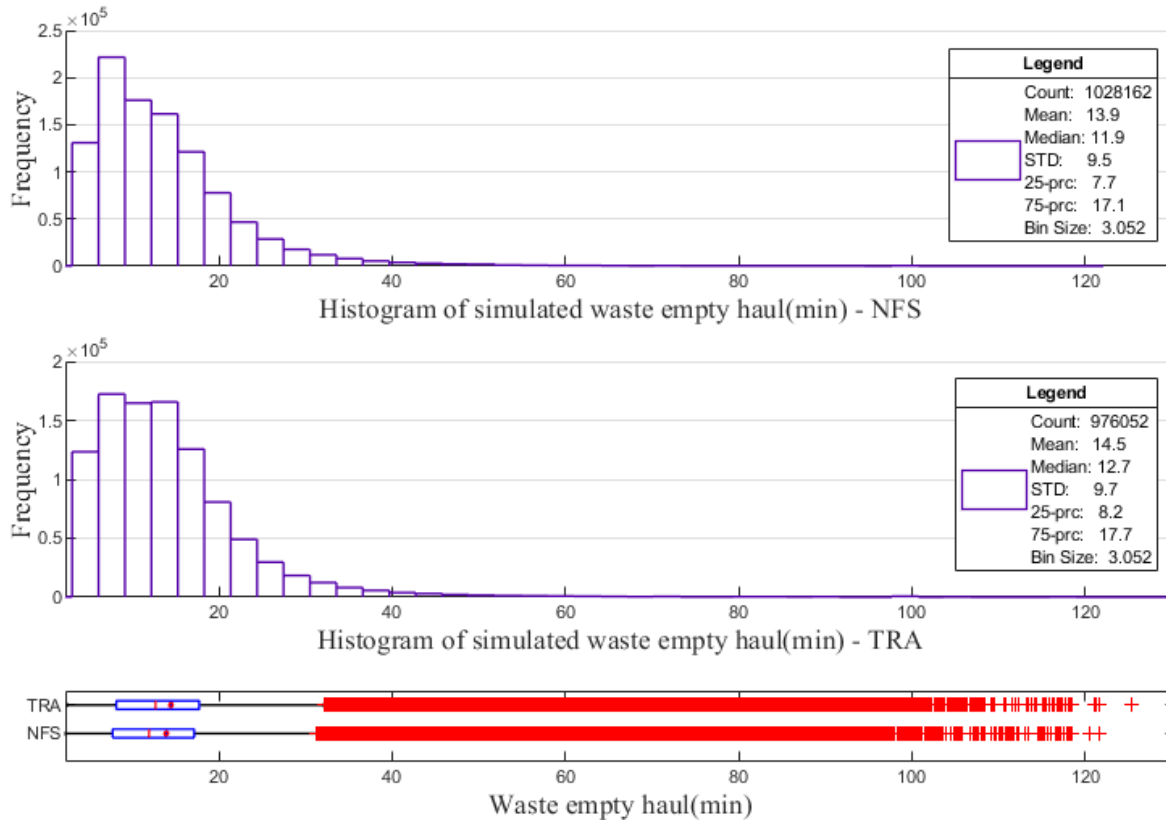 ×10^5
2.5
2
1.5
1
0.5
0
Frequency
20 40 60 80 100 120
Histogram of simulated waste empty haul(min) - NFS
Legend
Count: 1028162
Mean: 13.9
Median: 11.9
STD: 9.5
25-prc: 7.7
75-prc: 17.1
Bin Size: 3.052
×10^5
2
1.5
1
0.5
0
Frequency
20 40 60 80 100 120
Histogram of simulated waste empty haul(min) - TRA
Legend
Count: 976052
Mean: 14.5
Median: 12.7
STD: 9.7
25-prc: 8.2
75-prc: 17.7
Bin Size: 3.052
TRA
NFS
20 40 60 80 100 120
Waste empty haul(min)